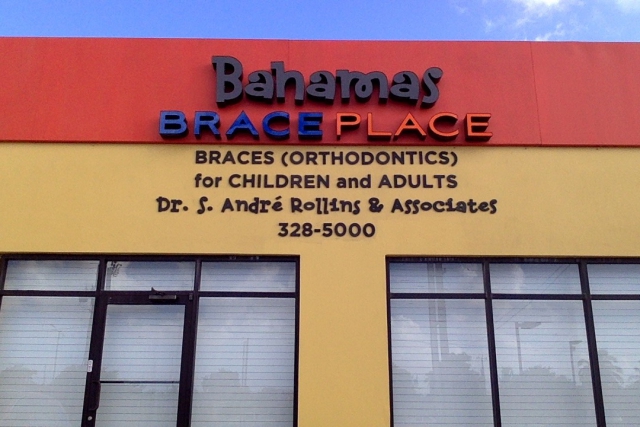 Bahamas
BRACE PLACE
BRACES (ORTHODONTICS)
for CHILDREN and ADULTS
Dr. S. André Rollins & Associates
328-5000